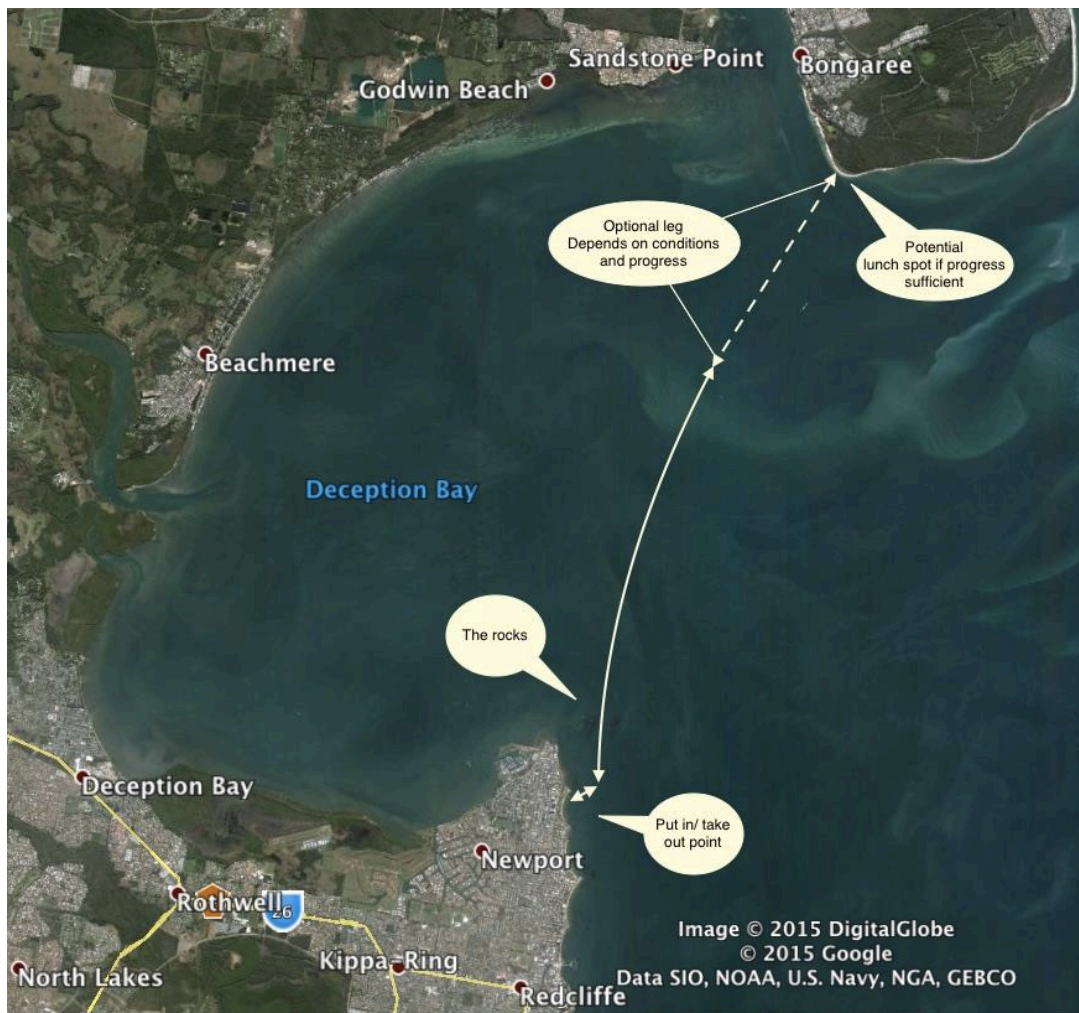 Sandstone Point
Bongaree
Godwin Beach
Optional leg
Depends on conditions
and progress
Potential
lunch spot if progress
sufficient
Beachmere
Deception Bay
The rocks
Deception Bay
Put in/ take
out point
Newport
Rothwell
26
Kippa-Ring
North Lakes
Redcliffe
Image © 2015 DigitalGlobe
© 2015 Google
Data SIO, NOAA, U.S. Navy, NGA, GEBCO